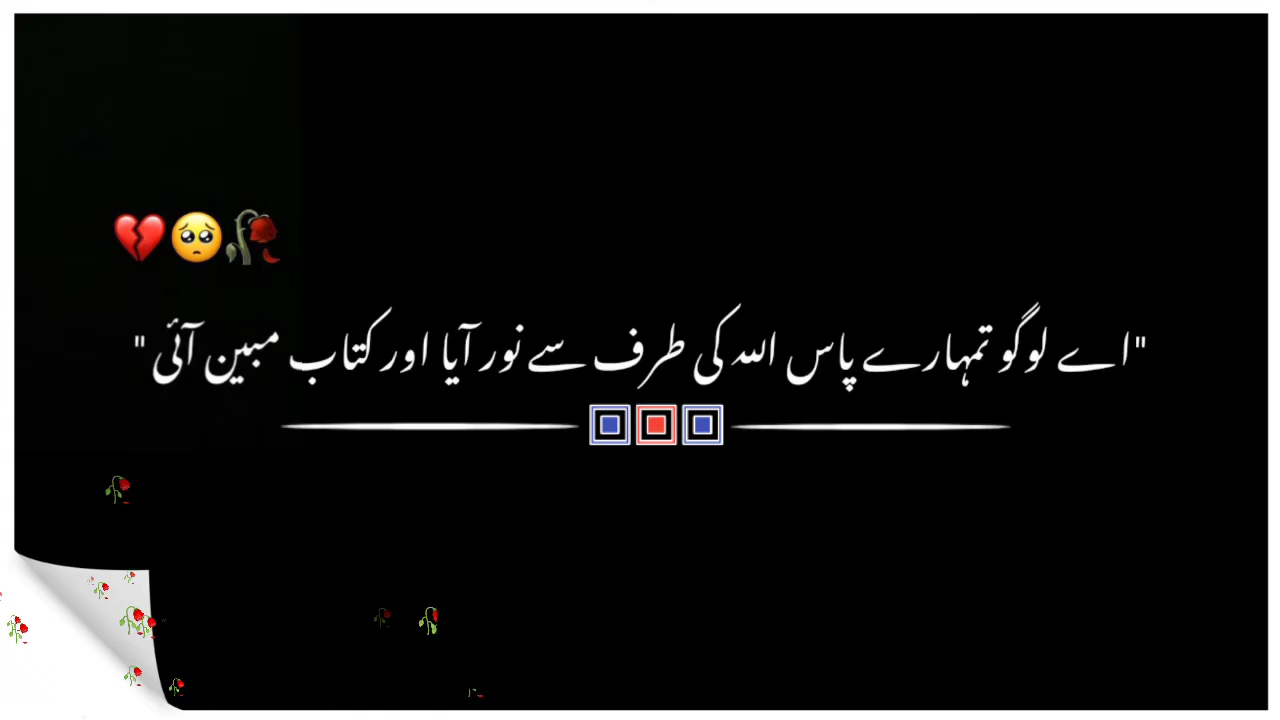 💔🥺🥀
"اے لوگو تمہارے پاس اللہ کی طرف سے نور آیا اور کتاب مبین آئی"